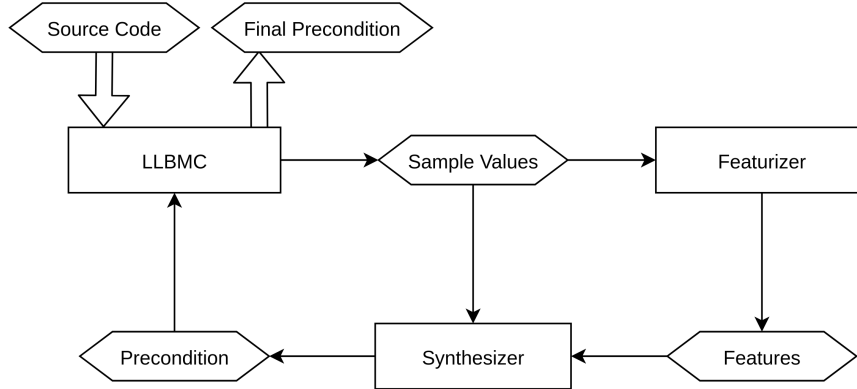 Source Code
Final Precondition
LLBMC
Sample Values
Featurizer
Precondition
Synthesizer
Features